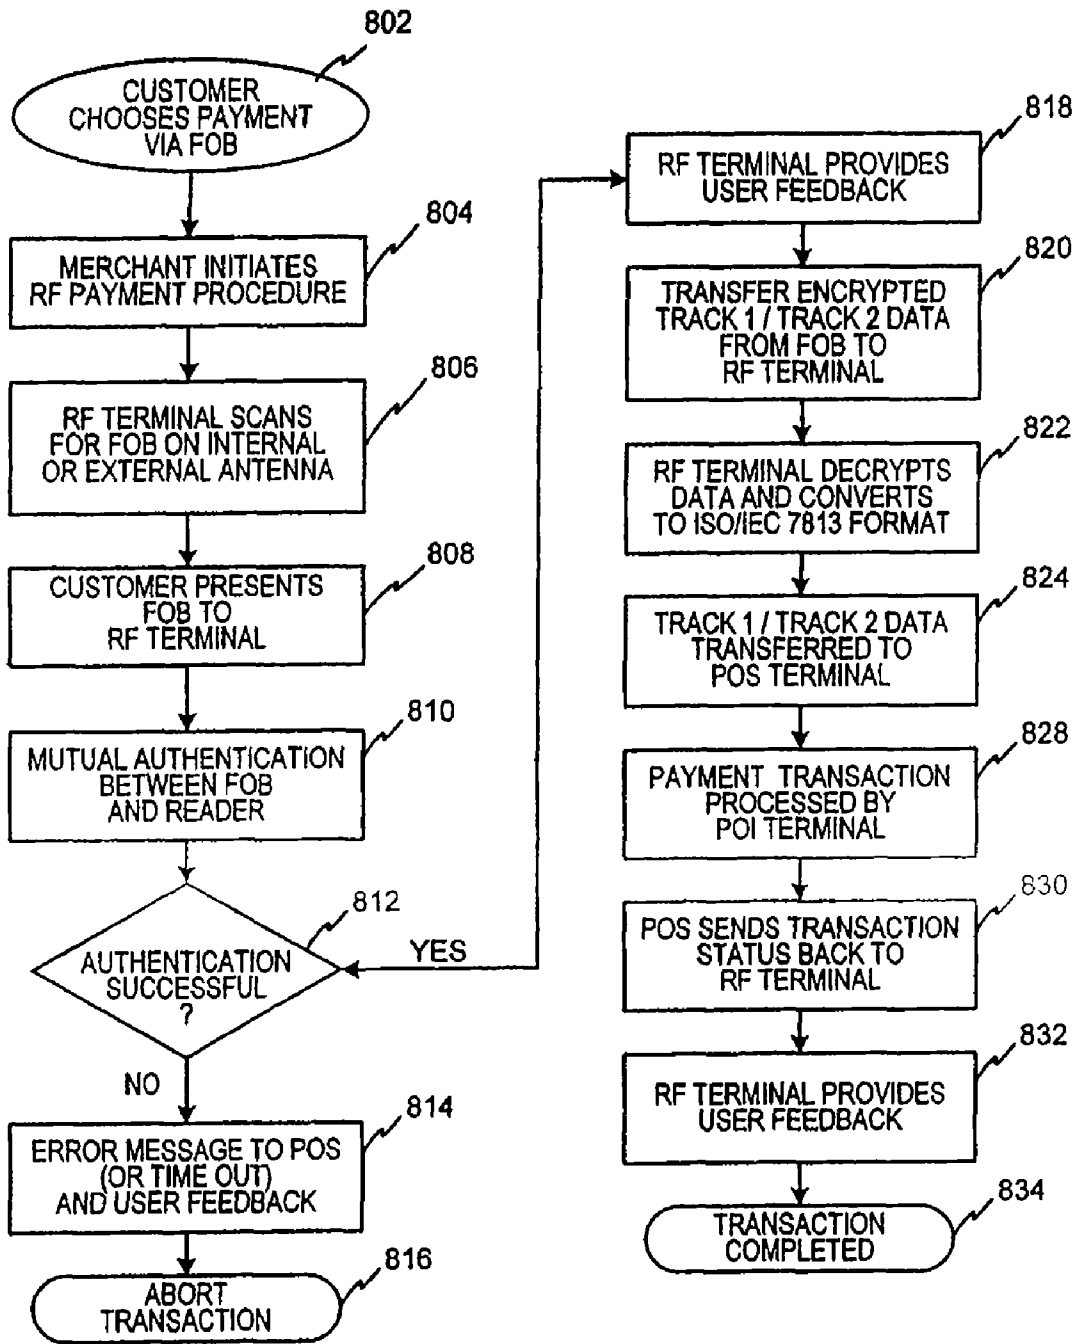 802
CUSTOMER
CHOOSES PAYMENT
VIA FOB
804
MERCHANT INITIATES
RF PAYMENT PROCEDURE
806
RF TERMINAL SCANS
FOR FOB ON INTERNAL
OR EXTERNAL ANTENNA
808
CUSTOMER PRESENTS
FOB TO
RF TERMINAL
810
MUTUAL AUTHENTICATION
BETWEEN FOB
AND READER
812
AUTHENTICATION
SUCCESSFUL
?
YES
NO
814
ERROR MESSAGE TO POS
(OR TIME OUT)
AND USER FEEDBACK
816
ABORT
TRANSACTION
818
RF TERMINAL PROVIDES
USER FEEDBACK
820
TRANSFER ENCRYPTED
TRACK 1 / TRACK 2 DATA
FROM FOB TO
RF TERMINAL
822
RF TERMINAL DECRYPTS
DATA AND CONVERTS
TO ISO/IEC 7813 FORMAT
824
TRACK 1 / TRACK 2 DATA
TRANSFERRED TO
POS TERMINAL
828
PAYMENT TRANSACTION
PROCESSED BY
POI TERMINAL
830
POS SENDS TRANSACTION
STATUS BACK TO
RF TERMINAL
832
RF TERMINAL PROVIDES
USER FEEDBACK
834
TRANSACTION
COMPLETED